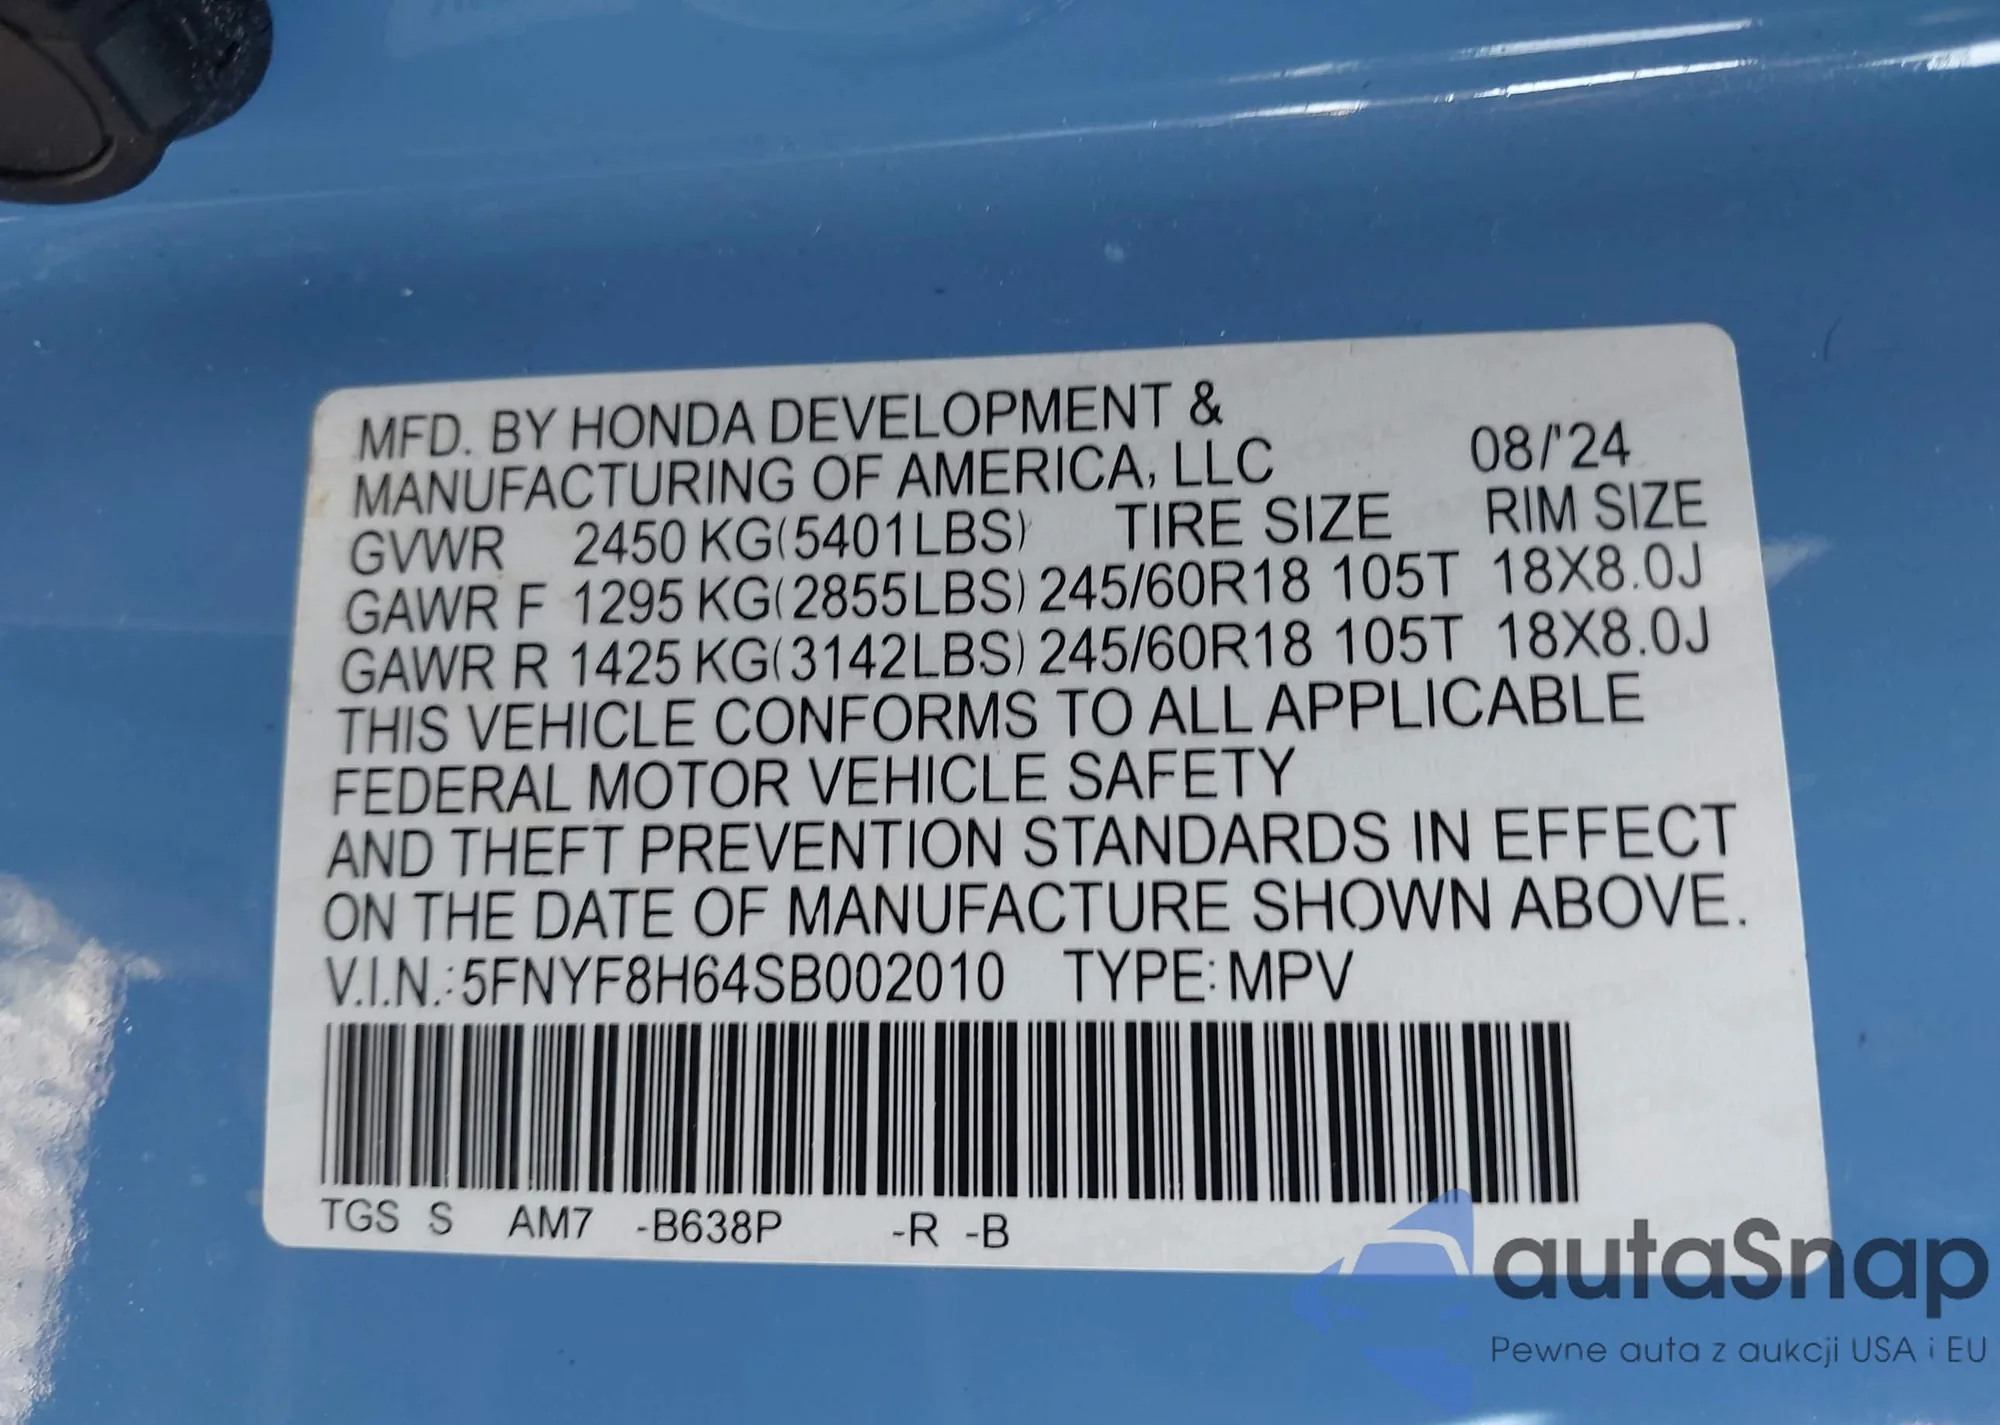 MFD. BY HONDA DEVELOPMENT &
MANUFACTURING OF AMERICA, LLC 08/'24
GVWR 2450 KG(5401LBS) TIRE SIZE RIM SIZE
GAWR F 1295 KG(2855LBS) 245/60R18 105T 18X8.0J
GAWR R 1425 KG(3142LBS) 245/60R18 105T 18X8.0J
THIS VEHICLE CONFORMS TO ALL APPLICABLE
FEDERAL MOTOR VEHICLE SAFETY
AND THEFT PREVENTION STANDARDS IN EFFECT
ON THE DATE OF MANUFACTURE SHOWN ABOVE.
V.I.N.:5FNYF8H64SB002010 TYPE:MPV
TGS S AM7 -B638P -R -B
autaSnap
Pewne auta z aukcji USA i EU